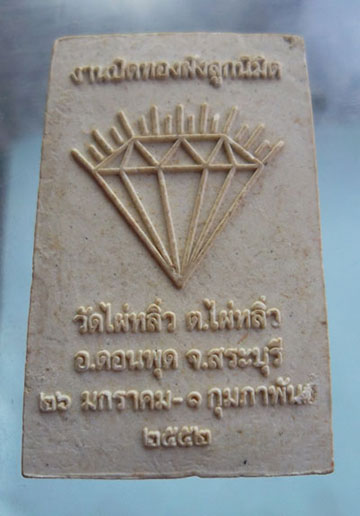 งานปิดทองฝังลูกนิมิต
วัดไผ่หลิ่ว ต.ไผ่หลิ่ว
อ.ดอนพุด จ.สระบุรี
๒๖ มกราคม-๑ กุมภาพันธ์
๒๕๕๒